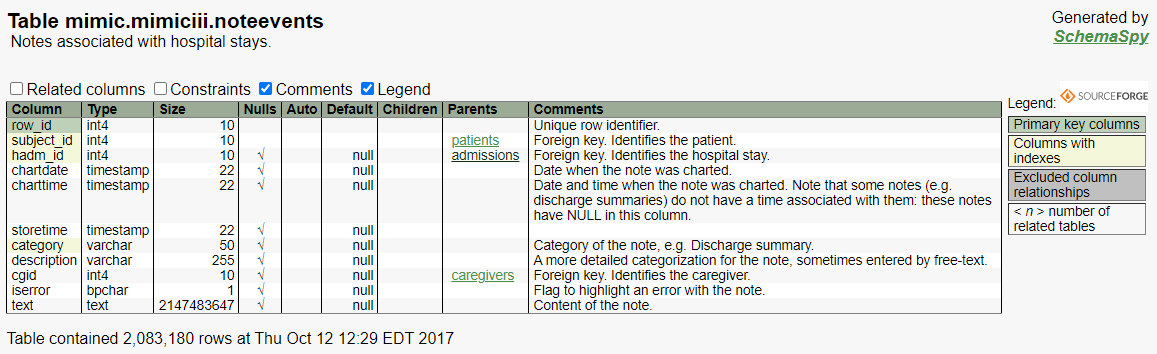 Table mimic.mimiciii.noteevents
Notes associated with hospital stays.
Generated by
SchemaSpy
Related columns Constraints Comments Legend
Column Type Size Nulls Auto Default Children Parents Comments
row_id int4 10 Unique row identifier.
subject_id int4 10 patients Foreign key. Identifies the patient.
hadm_id int4 10 √ null admissions Foreign key. Identifies the hospital stay.
chartdate timestamp 22 √ null Date when the note was charted.
charttime timestamp 22 √ null Date and time when the note was charted. Note that some notes (e.g.
discharge summaries) do not have a time associated with them: these notes
have NULL in this column.
storetime timestamp 22 √ null
category varchar 50 √ null Category of the note, e.g. Discharge summary.
description varchar 255 √ null A more detailed categorization for the note, sometimes entered by free-text.
cgid int4 10 √ null caregivers Foreign key. Identifies the caregiver.
iserror bpchar 1 √ null Flag to highlight an error with the note.
text text 2147483647 √ null Content of the note.
Legend: SOURCEFORGE
Primary key columns
Columns with
indexes
Excluded column
relationships
< n > number of
related tables
Table contained 2,083,180 rows at Thu Oct 12 12:29 EDT 2017